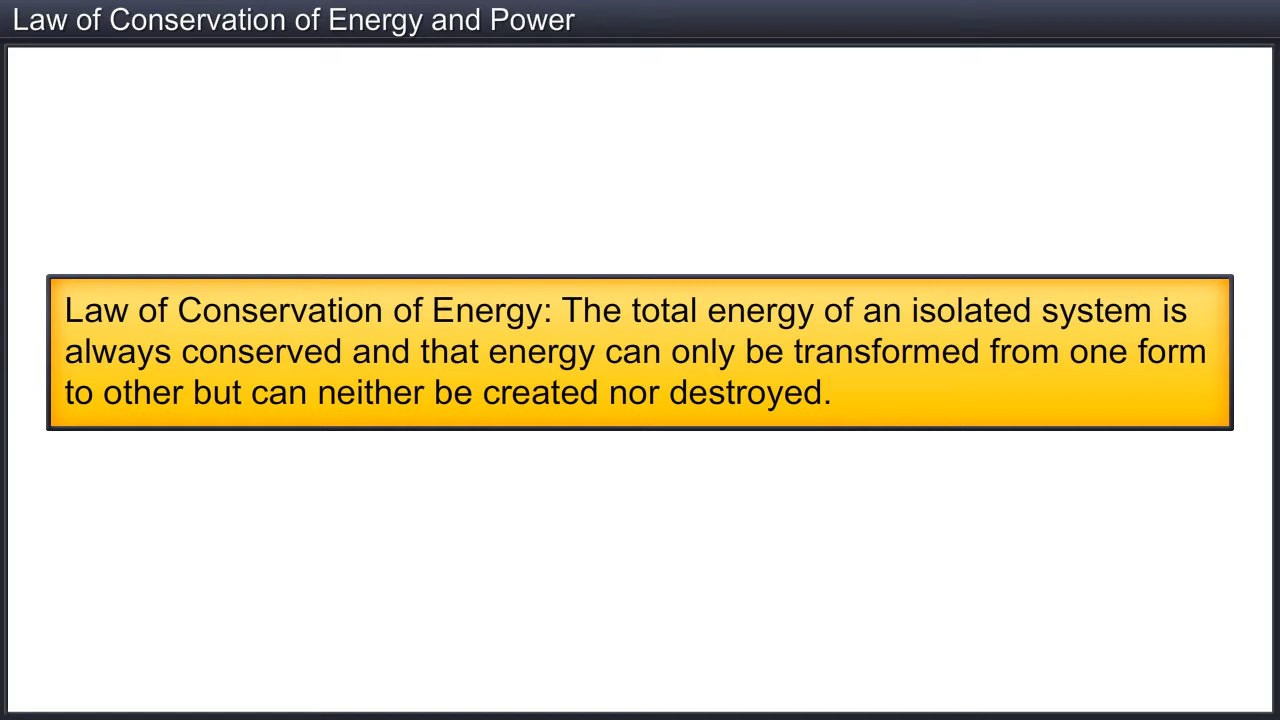 Law of Conservation of Energy and Power
Law of Conservation of Energy: The total energy of an isolated system is
always conserved and that energy can only be transformed from one form
to other but can neither be created nor destroyed.